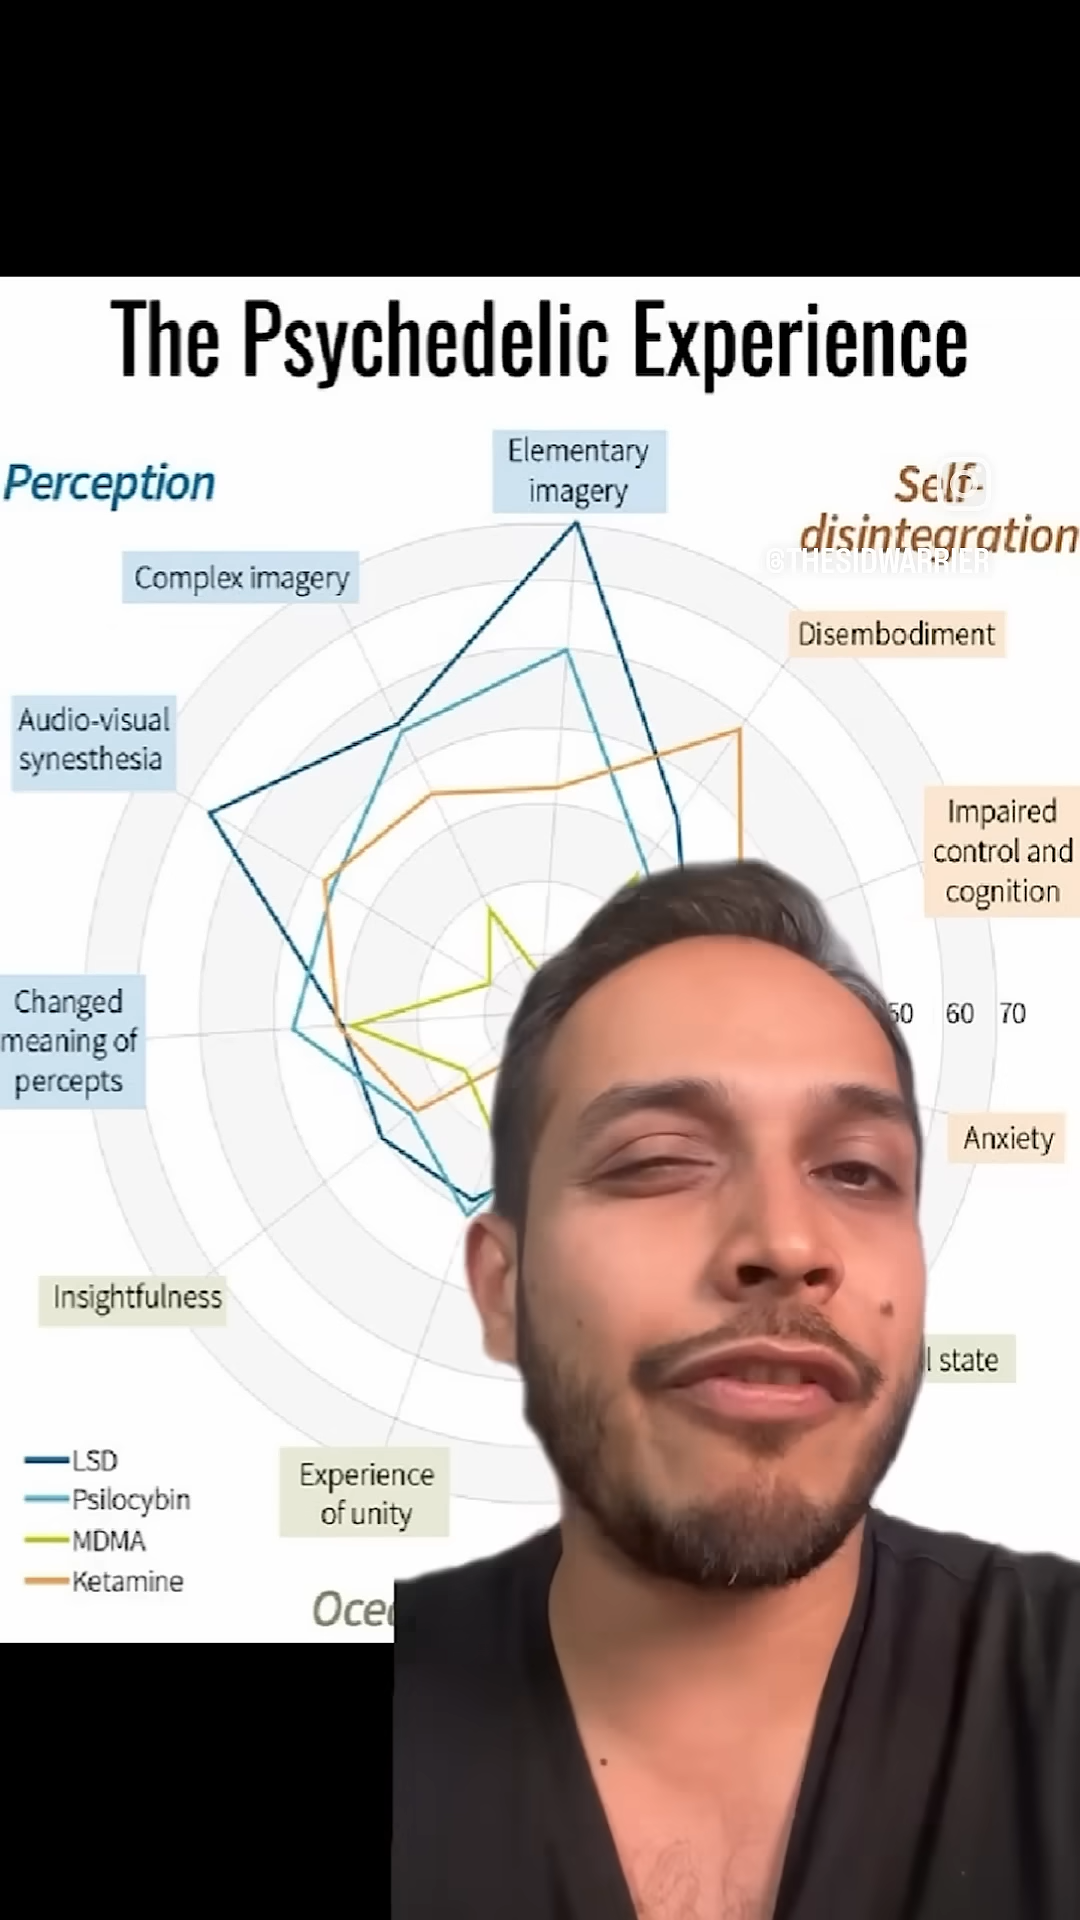 The Psychedelic Experience
Elementary
imagery
Perception
Self-
disintegration
@THESIDWARRIER
Complex imagery
Disembodiment
Audio-visual
synesthesia
Impaired
control and
cognition
Changed
meaning of
percepts
60 70
Anxiety
Insightfulness
state
Experience
of unity
LSD
Psilocybin
MDMA
Ketamine